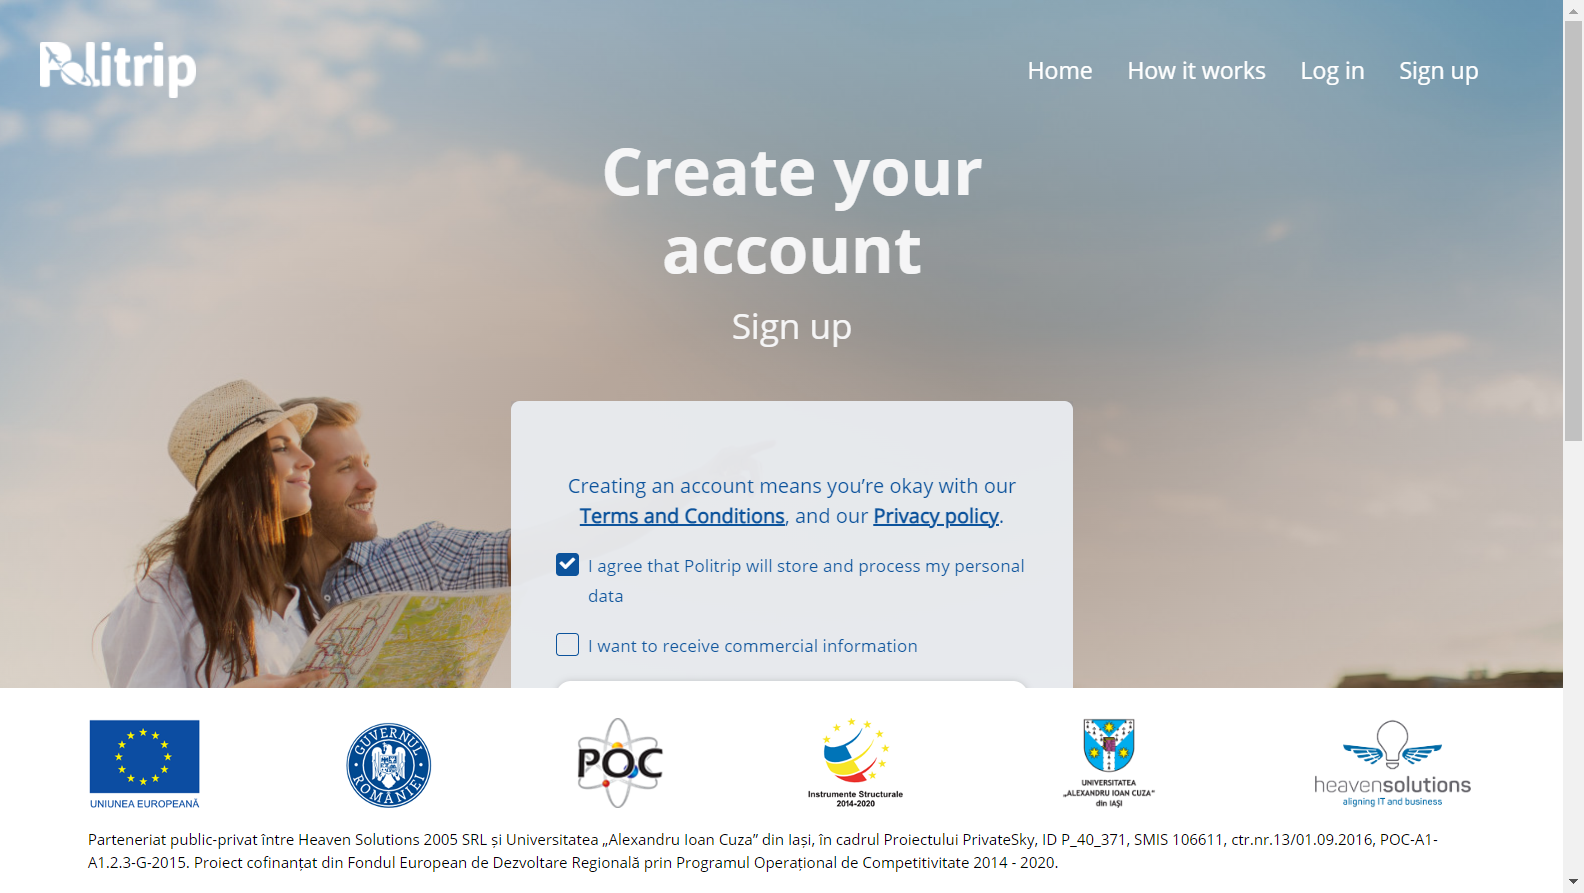 Politrip
Home
How it works
Log in
Sign up
Create your
account
Sign up
Creating an account means you’re okay with our
Terms and Conditions, and our Privacy policy.
I agree that Politrip will store and process my personal
data
I want to receive commercial information
UNIUNEA EUROPEANĂ
GUVERNUL ROMÂNIEI
POC
Instrumente Structurale
2014-2020
UNIVERSITATEA
„ALEXANDRU IOAN CUZA”
din IAȘI
heavensolutions
aligning IT and business
Parteneriat public-privat între Heaven Solutions 2005 SRL și Universitatea „Alexandru Ioan Cuza” din Iași, în cadrul Proiectului PrivateSky, ID P_40_371, SMIS 106611, ctr.nr.13/01.09.2016, POC-A1-
A1.2.3-G-2015. Proiect cofinanțat din Fondul European de Dezvoltare Regională prin Programul Operațional de Competitivitate 2014 - 2020.